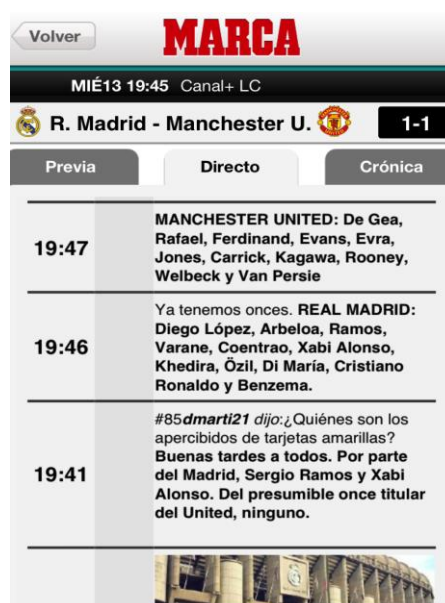 Volver
MARCA
MIÉ13 19:45 Canal+ LC
R. Madrid - Manchester U. 1-1
Previa Directo Crónica
MANCHESTER UNITED: De Gea,
Rafael, Ferdinand, Evans, Evra,
19:47 Jones, Carrick, Kagawa, Rooney,
Welbeck y Van Persie
Ya tenemos onces. REAL MADRID:
Diego López, Arbeloa, Ramos,
19:46 Varane, Coentrao, Xabi Alonso,
Khedira, Özil, Di María, Cristiano
Ronaldo y Benzema.
#85dmarti21 dijo:¿Quiénes son los
apercibidos de tarjetas amarillas?
Buenas tardes a todos. Por parte
19:41 del Madrid, Sergio Ramos y Xabi
Alonso. Del presumible once titular
del United, ninguno.